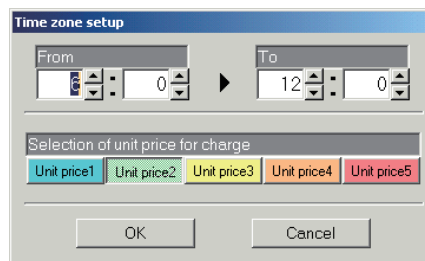 Time zone setup
From To
6 : 0 12 : 0
Selection of unit price for charge
Unit price1 Unit price2 Unit price3 Unit price4 Unit price5
OK Cancel